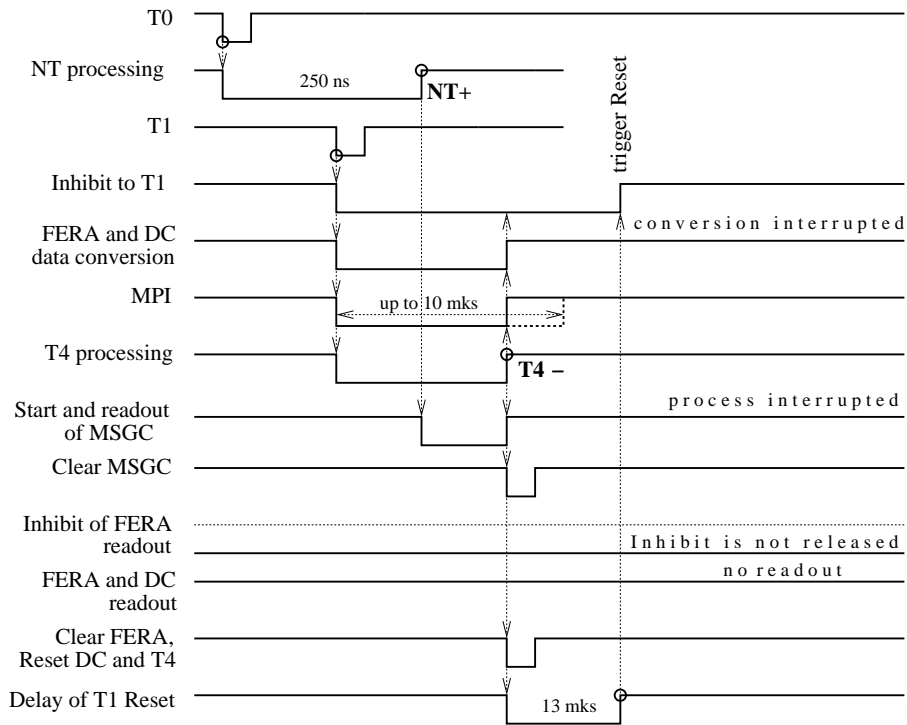 T0
NT processing
250 ns
NT+
T1
trigger Reset
Inhibit to T1
conversion interrupted
FERA and DC
data conversion
MPI
up to 10 mks
T4 processing
T4 –
Start and readout
of MSGC
process interrupted
Clear MSGC
Inhibit of FERA
readout
Inhibit is not released
FERA and DC
readout
no readout
Clear FERA,
Reset DC and T4
Delay of T1 Reset
13 mks